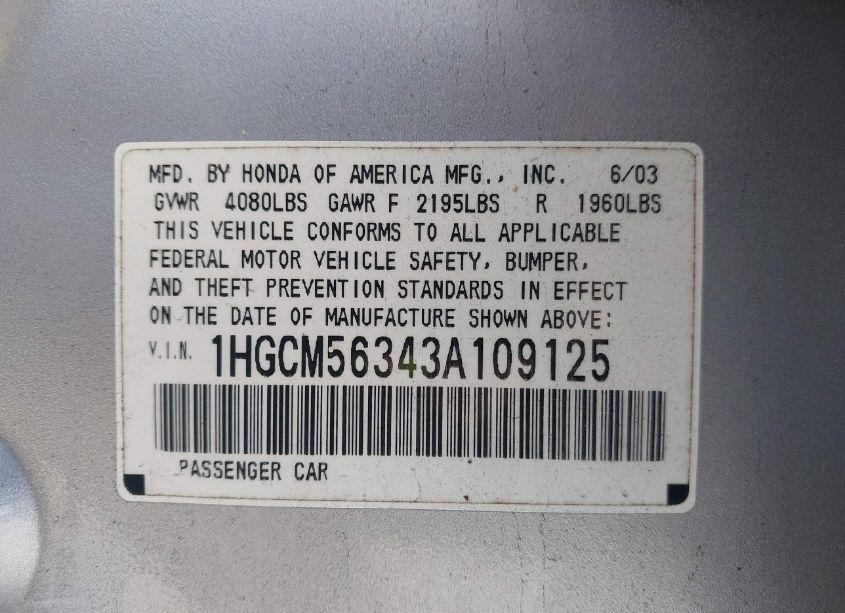 MFD. BY HONDA OF AMERICA MFG., INC. 6/03
GVWR 4080LBS GAWR F 2195LBS R 1960LBS
THIS VEHICLE CONFORMS TO ALL APPLICABLE
FEDERAL MOTOR VEHICLE SAFETY, BUMPER,
AND THEFT PREVENTION STANDARDS IN EFFECT
ON THE DATE OF MANUFACTURE SHOWN ABOVE:
V.I.N. 1HGCM56343A109125
PASSENGER CAR